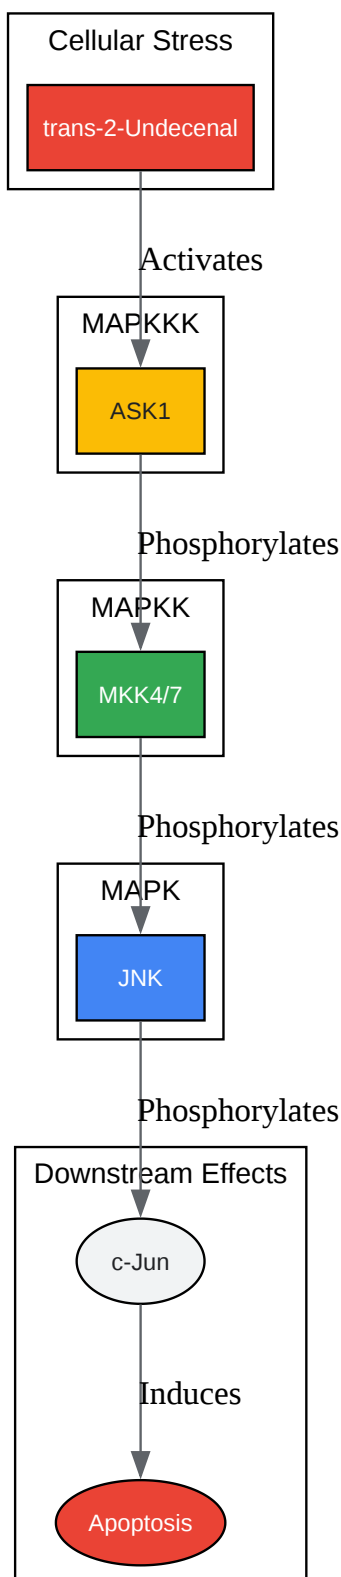 Cellular Stress
trans-2-Undecenal
Activates
MAPKKK
ASK1
Phosphorylates
MAPKK
MKK4/7
Phosphorylates
MAPK
JNK
Phosphorylates
Downstream Effects
c-Jun
Induces
Apoptosis